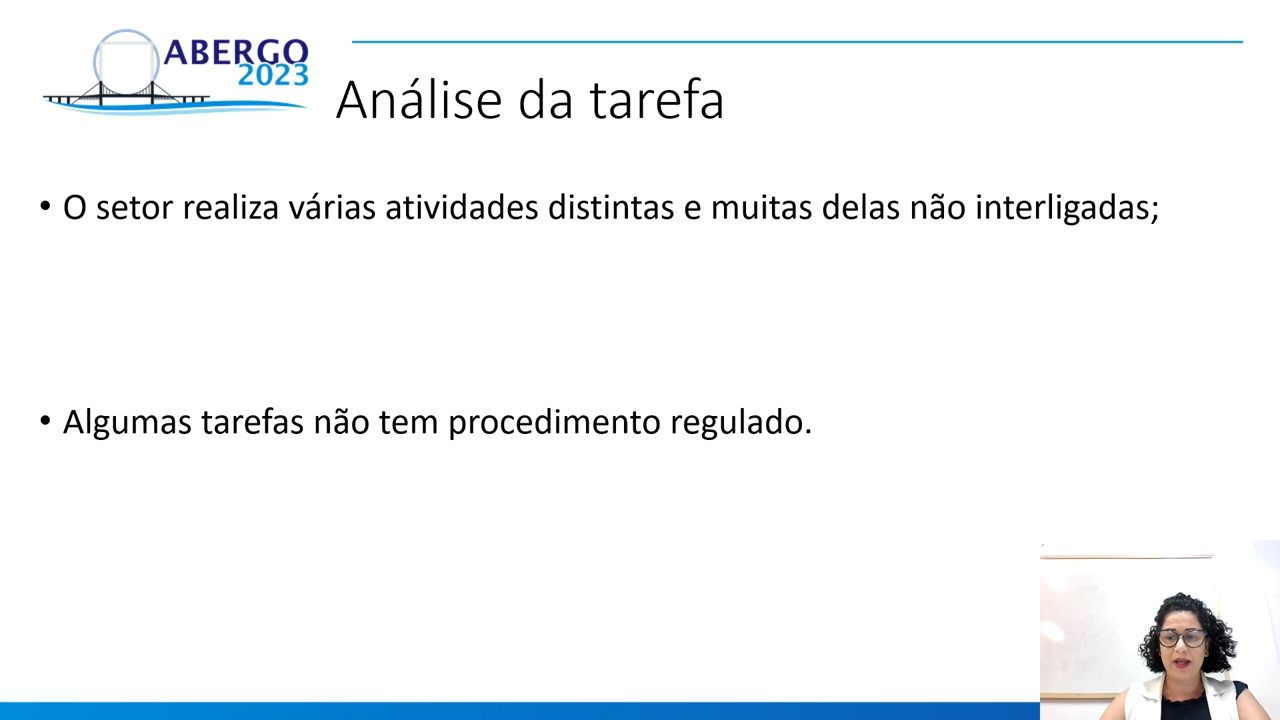 ABERGO
2023
Análise da tarefa
• O setor realiza várias atividades distintas e muitas delas não interligadas;
• Algumas tarefas não tem procedimento regulado.